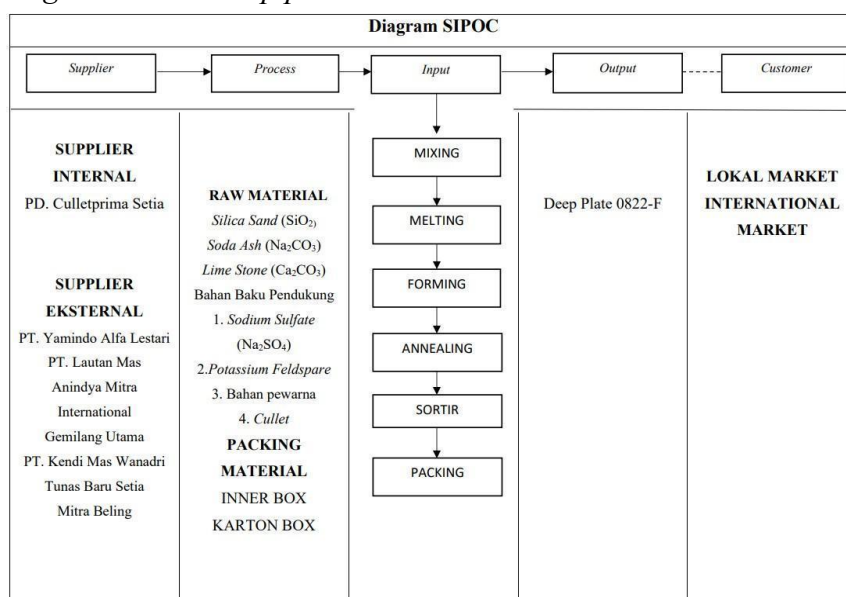 Diagram SIPOC
Supplier
Process
Input
Output
Customer
SUPPLIER
INTERNAL
PD. Culletprima Setia
SUPPLIER
EKSTERNAL
PT. Yamindo Alfa Lestari
PT. Lautan Mas
Anindya Mitra
International
Gemilang Utama
PT. Kendi Mas Wanadri
Tunas Baru Setia
Mitra Beling
RAW MATERIAL
Silica Sand (SiO₂)
Soda Ash (Na₂CO₃)
Lime Stone (Ca₂CO₃)
Bahan Baku Pendukung
1. Sodium Sulfate
(Na₂SO₄)
2.Potassium Feldspare
3. Bahan pewarna
4. Cullet
PACKING
MATERIAL
INNER BOX
KARTON BOX
MIXING
MELTING
FORMING
ANNEALING
SORTIR
PACKING
Deep Plate 0822-F
LOKAL MARKET
INTERNATIONAL
MARKET